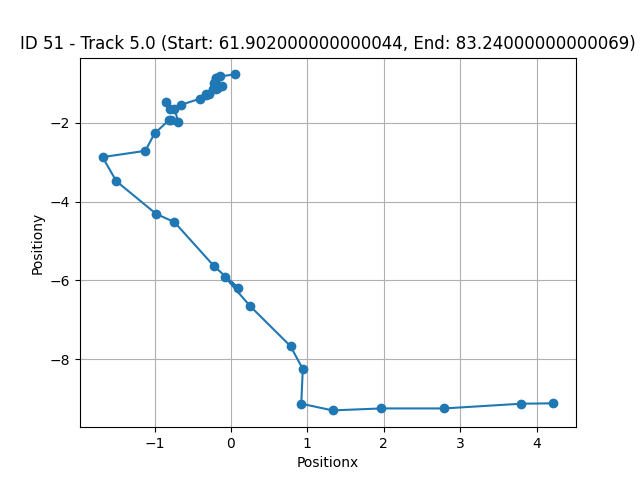 ID 51 - Track 5.0 (Start: 61.902000000000044, End: 83.24000000000069)
−2
−4
−6
−8
Positiony
−1 0 1 2 3 4
Positionx